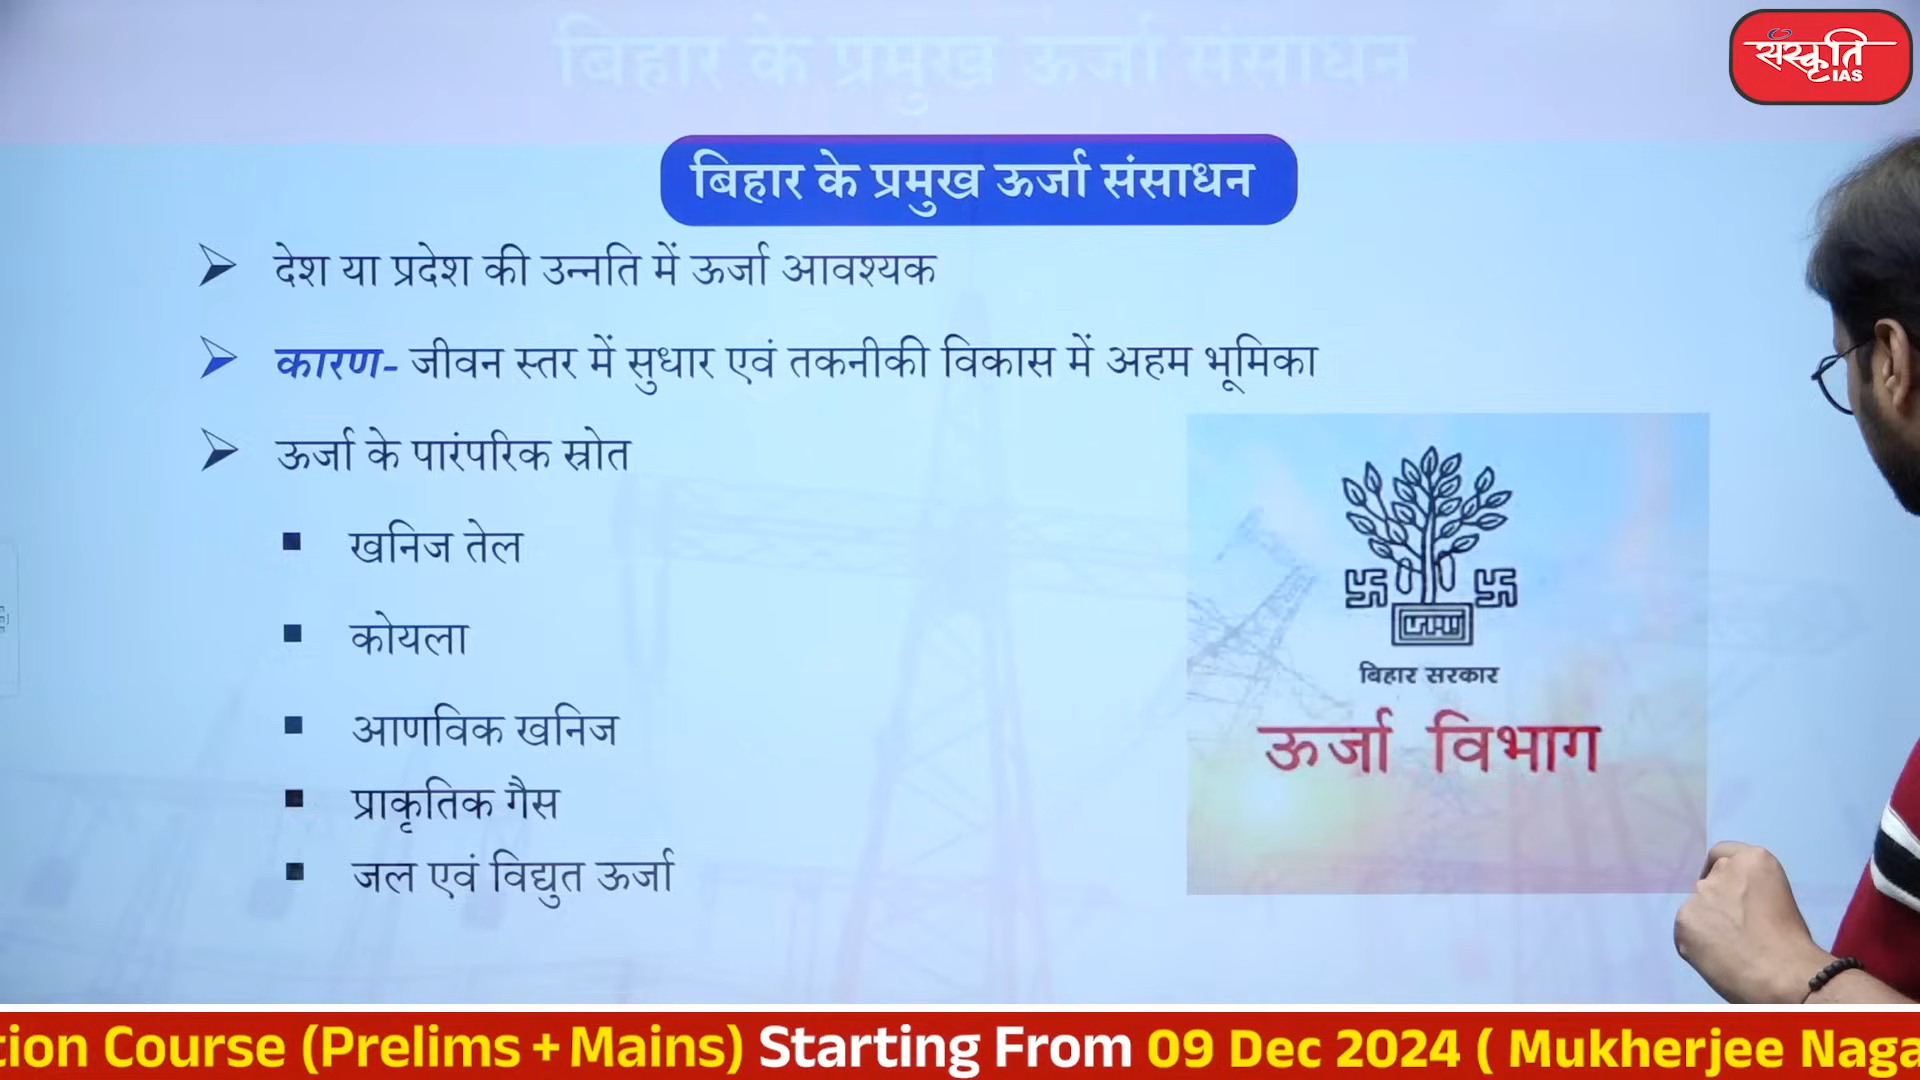 बिहार के प्रमुख ऊर्जा संसाधन
संस्कृति
IAS
बिहार के प्रमुख ऊर्जा संसाधन
देश या प्रदेश की उन्नति में ऊर्जा आवश्यक
कारण- जीवन स्तर में सुधार एवं तकनीकी विकास में अहम भूमिका
ऊर्जा के पारंपरिक स्रोत
खनिज तेल
कोयला
आणविक खनिज
प्राकृतिक गैस
जल एवं विद्युत ऊर्जा
बिहार सरकार
ऊर्जा विभाग
tion Course (Prelims + Mains) Starting From 09 Dec 2024 ( Mukherjee Naga